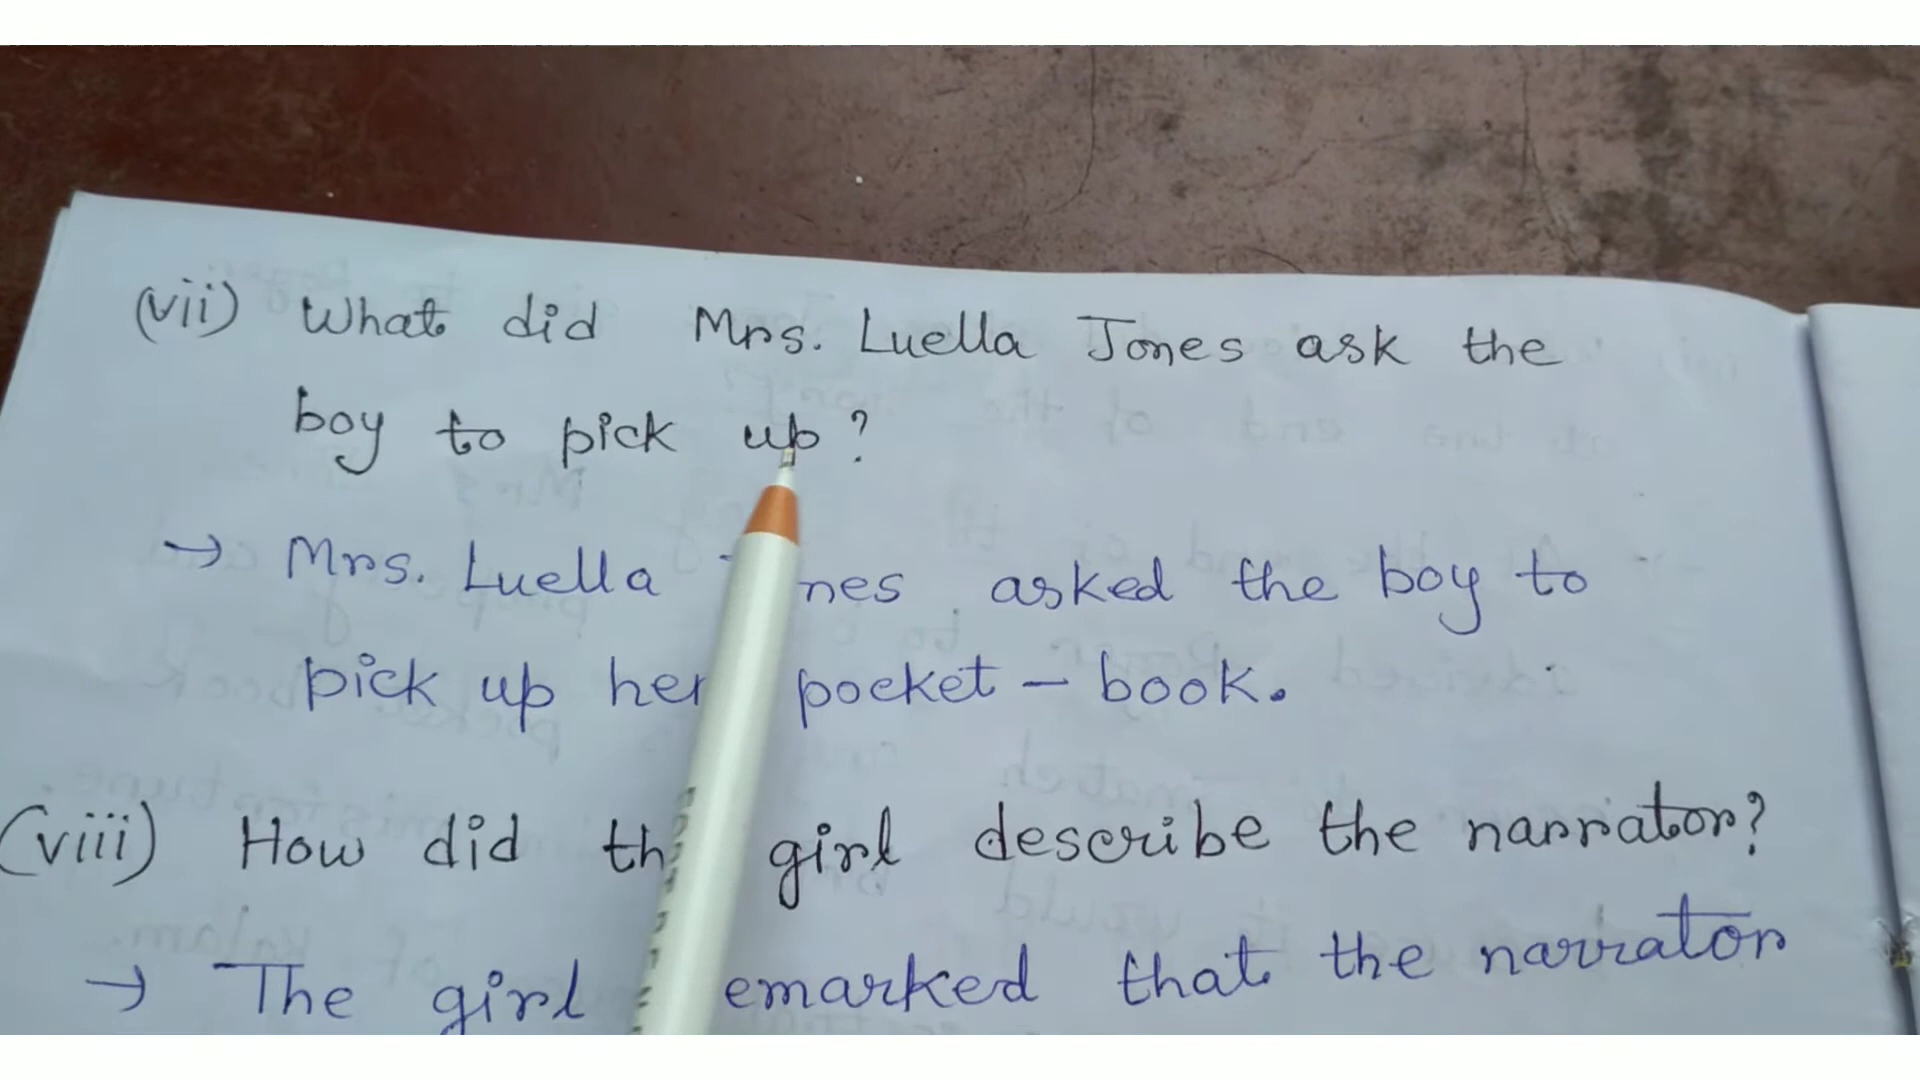 (vii) What did Mrs. Luella Jones ask the
boy to pick up?
→ Mrs. Luella nes asked the boy to
pick up her pocket - book.
(viii) How did th girl describe the narrator?
→ The girl emarked that the narrator